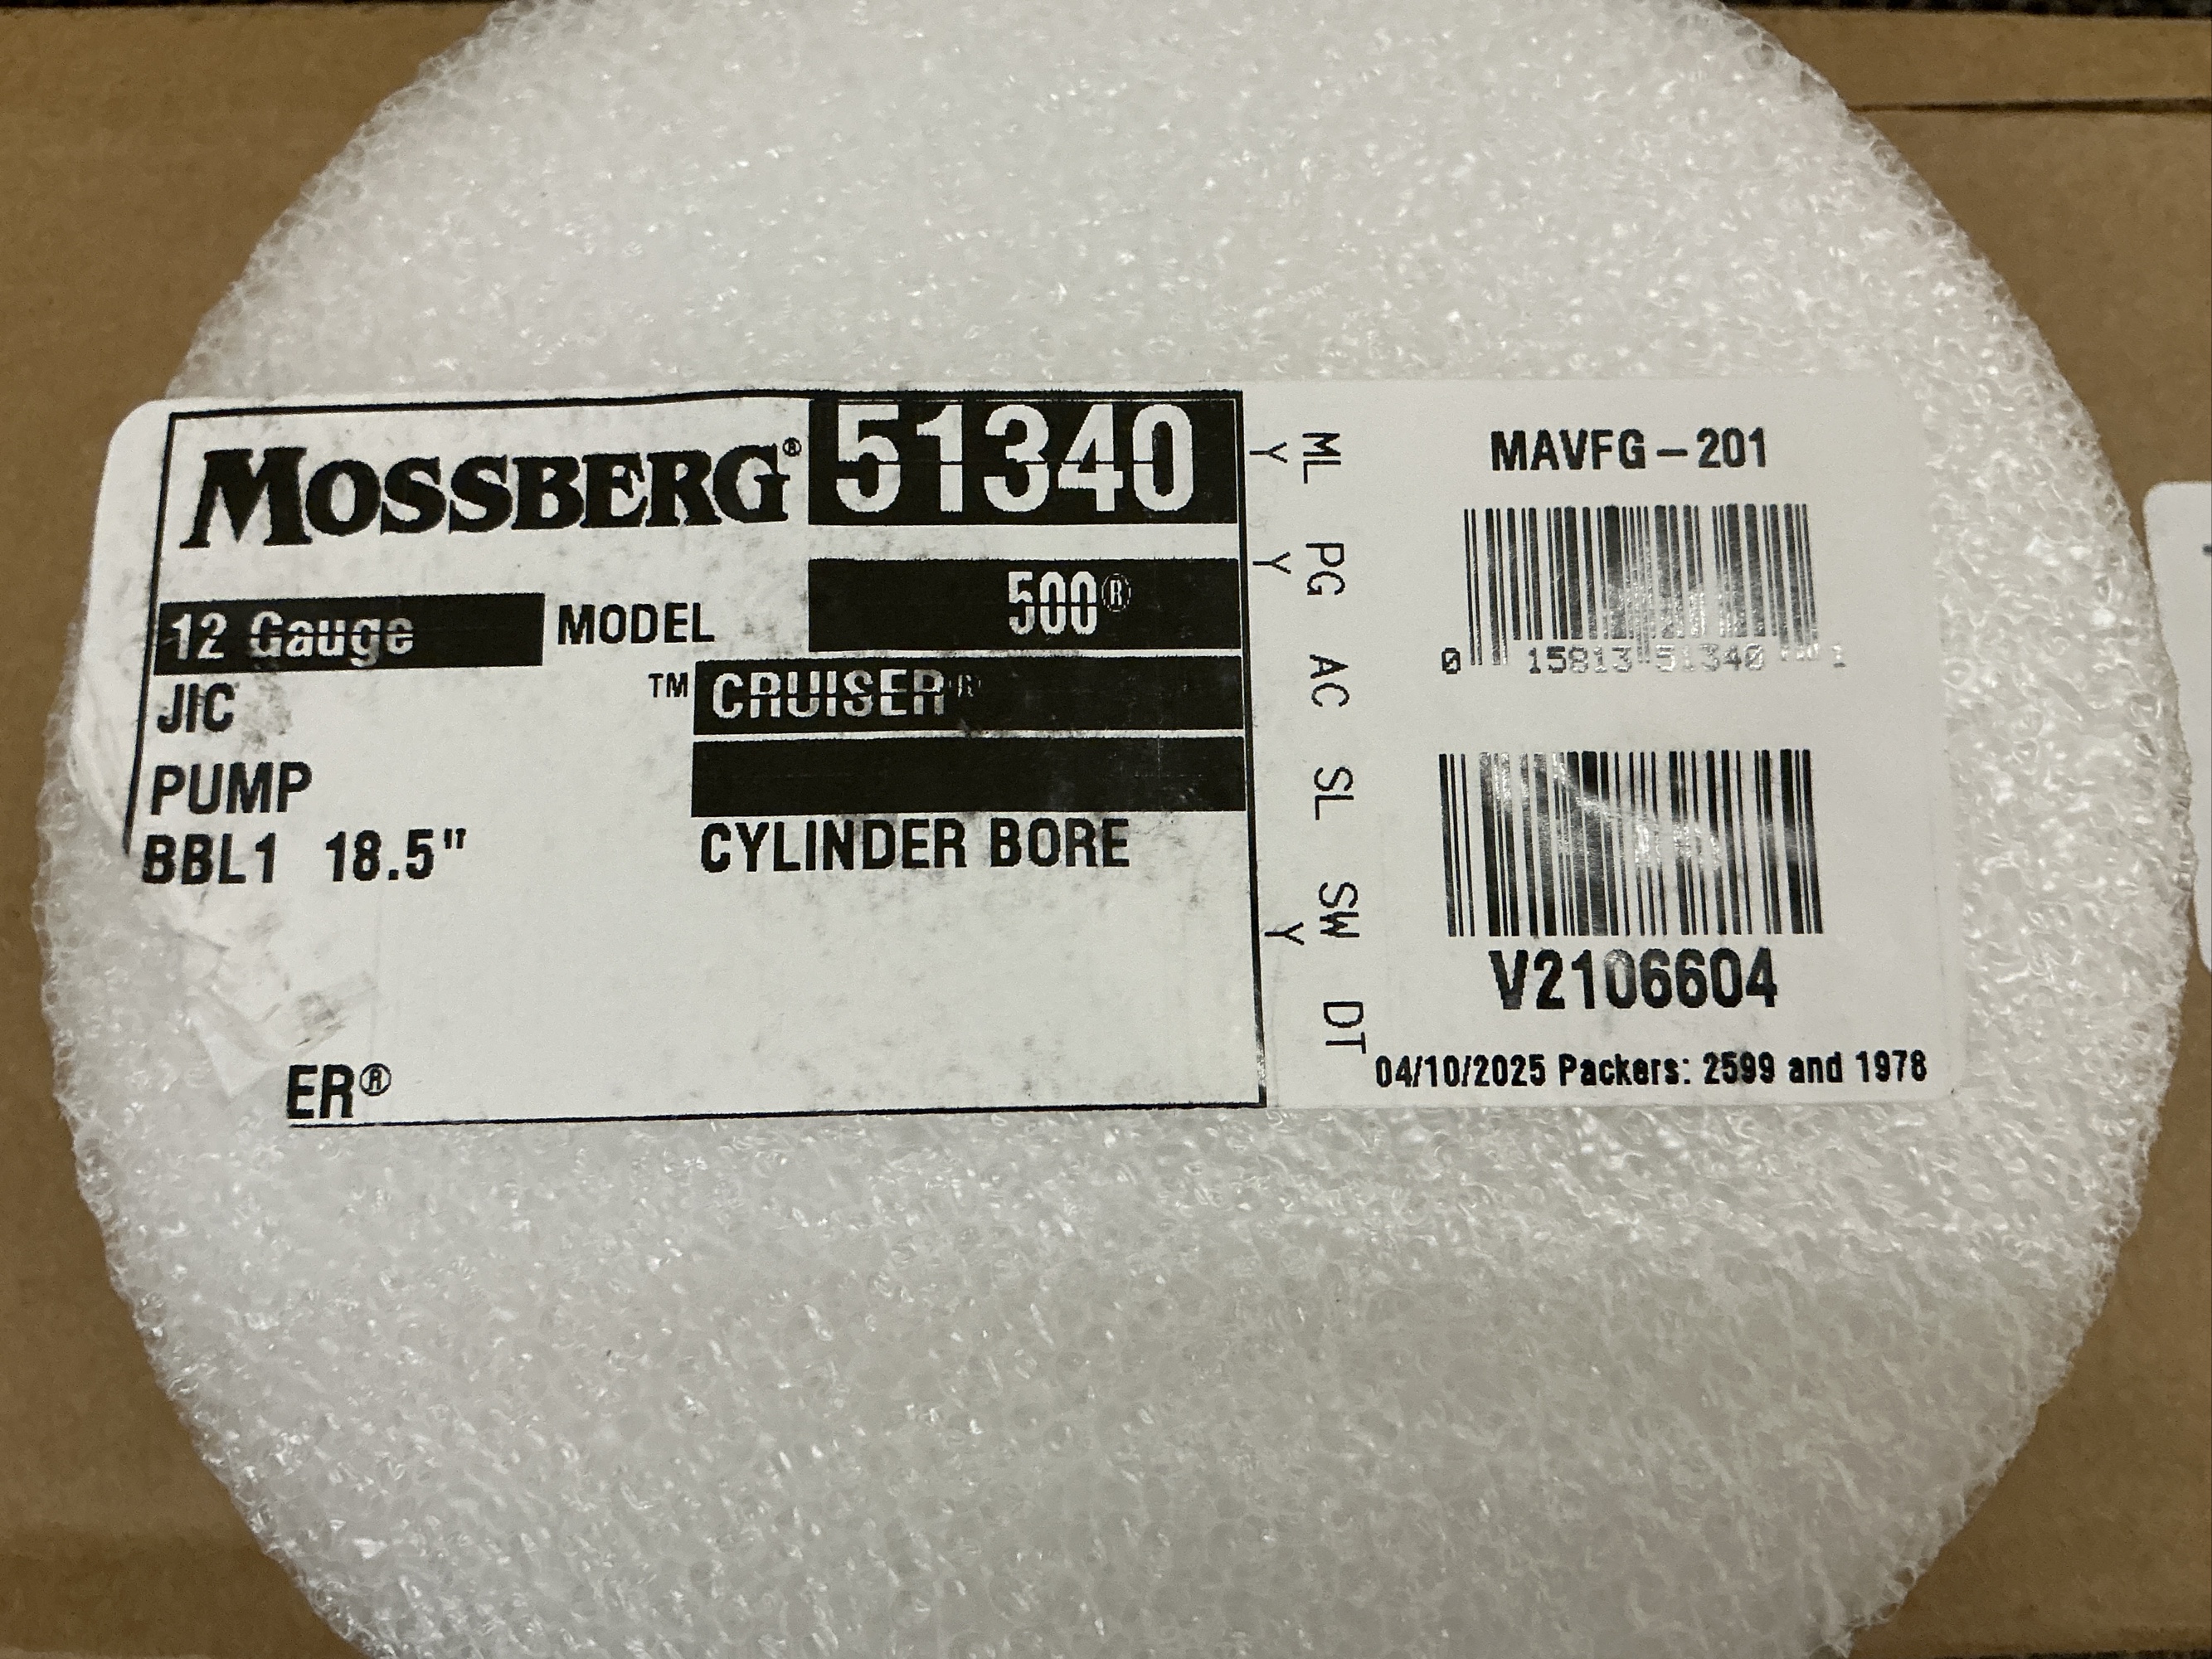 MOSSBERG® 51340
12 Gauge MODEL 500®
JIC ™ CRUISER®
PUMP
BBL1 18.5" CYLINDER BORE
ER®
ML Y
PG Y
AC
SL
SW Y
DT
MAVFG-201
0 15813 51340 1
V2106604
04/10/2025 Packers: 2599 and 1978